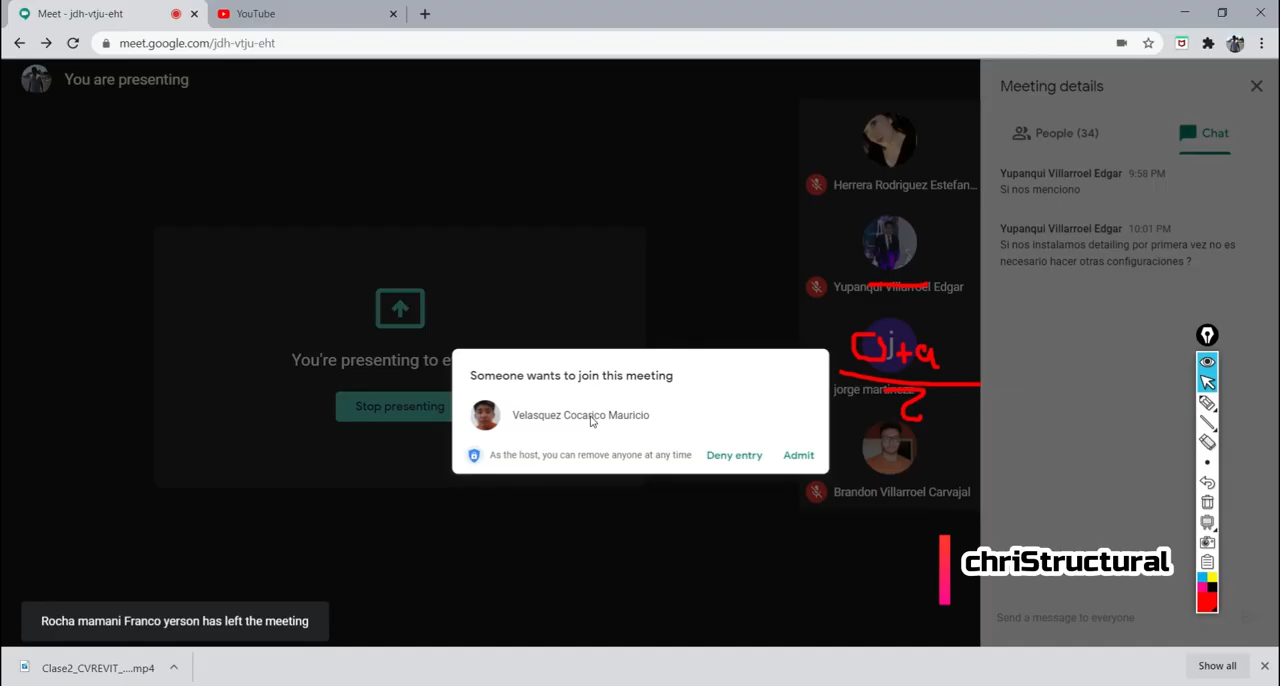 Meet - jdh-vtju-eht
YouTube
meet.google.com/jdh-vtju-eht
You are presenting
Meeting details
People (34)
Chat
Yupanqui Villarroel Edgar 9:58 PM
Si nos menciono
Yupanqui Villarroel Edgar 10:01 PM
Si nos instalamos detailing por primera vez no es
necesario hacer otras configuraciones ?
Herrera Rodriguez Estefan...
Yupanqui Villarroel Edgar
j
+a
2
jorge martinez
Brandon Villarroel Carvajal
You're presenting to e
Stop presenting
Someone wants to join this meeting
Velasquez Cocarico Mauricio
As the host, you can remove anyone at any time
Deny entry
Admit
chriStructural
Send a message to everyone
Rocha mamani Franco yerson has left the meeting
Clase2_CVREVIT_....mp4
Show all